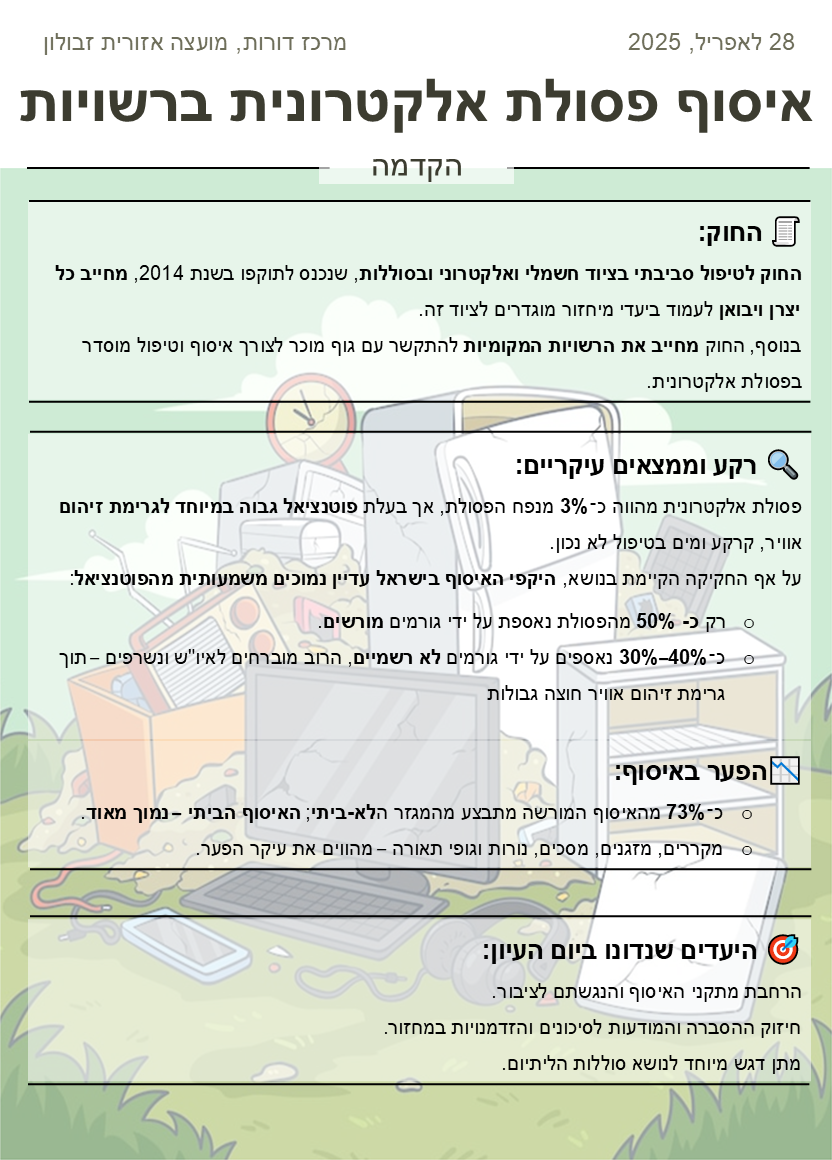 28 לאפריל, 2025
מרכז דורות, מועצה אזורית זבולון
איסוף פסולת אלקטרונית ברשויות
הקדמה
החוק:
החוק לטיפול סביבתי בציוד חשמלי ואלקטרוני ובסוללות, שנכנס לתוקפו בשנת 2014, מחייב כל
יצרן ויבואן לעמוד ביעדי מיחזור מוגדרים לציוד זה.
בנוסף, החוק מחייב את הרשויות המקומיות להתקשר עם גוף מוכר לצורך איסוף וטיפול מוסדר
בפסולת אלקטרונית.
רקע וממצאים עיקריים:
פסולת אלקטרונית מהווה כ־3% מנפח הפסולת, אך בעלת פוטנציאל גבוה במיוחד לגרימת זיהום
אוויר, קרקע ומים בטיפול לא נכון.
על אף החקיקה הקיימת בנושא, היקפי האיסוף בישראל עדיין נמוכים משמעותית מהפוטנציאל:
o רק כ- 50% מהפסולת נאספת על ידי גורמים מורשים.
o כ־30%–40% נאספים על ידי גורמים לא רשמיים, הרוב מוברחים לאיו"ש ונשרפים – תוך
גרימת זיהום אוויר חוצה גבולות
הפער באיסוף:
o כ־73% מהאיסוף המורשה מתבצע מהמגזר הלא-ביתי; האיסוף הביתי – נמוך מאוד.
o מקררים, מזגנים, מסכים, נורות וגופי תאורה – מהווים את עיקר הפער.
היעדים שנדונו ביום העיון:
הרחבת מתקני האיסוף והנגשתם לציבור.
חיזוק ההסברה והמודעות לסיכונים והזדמנויות במחזור.
מתן דגש מיוחד לנושא סוללות הליתיום.